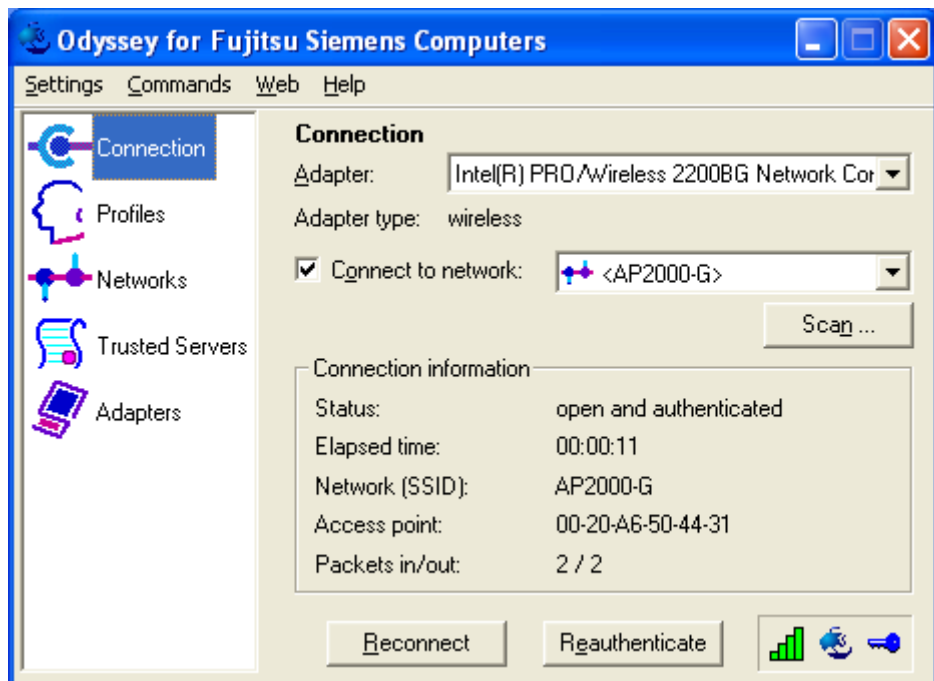 Odyssey for Fujitsu Siemens Computers
Settings Commands Web Help
Connection
Profiles
Networks
Trusted Servers
Adapters
Connection
Adapter: Intel(R) PRO/Wireless 2200BG Network Cor
Adapter type: wireless
Connect to network: <AP2000-G>
Scan ...
Connection information
Status: open and authenticated
Elapsed time: 00:00:11
Network (SSID): AP2000-G
Access point: 00-20-A6-50-44-31
Packets in/out: 2 / 2
Reconnect Reauthenticate